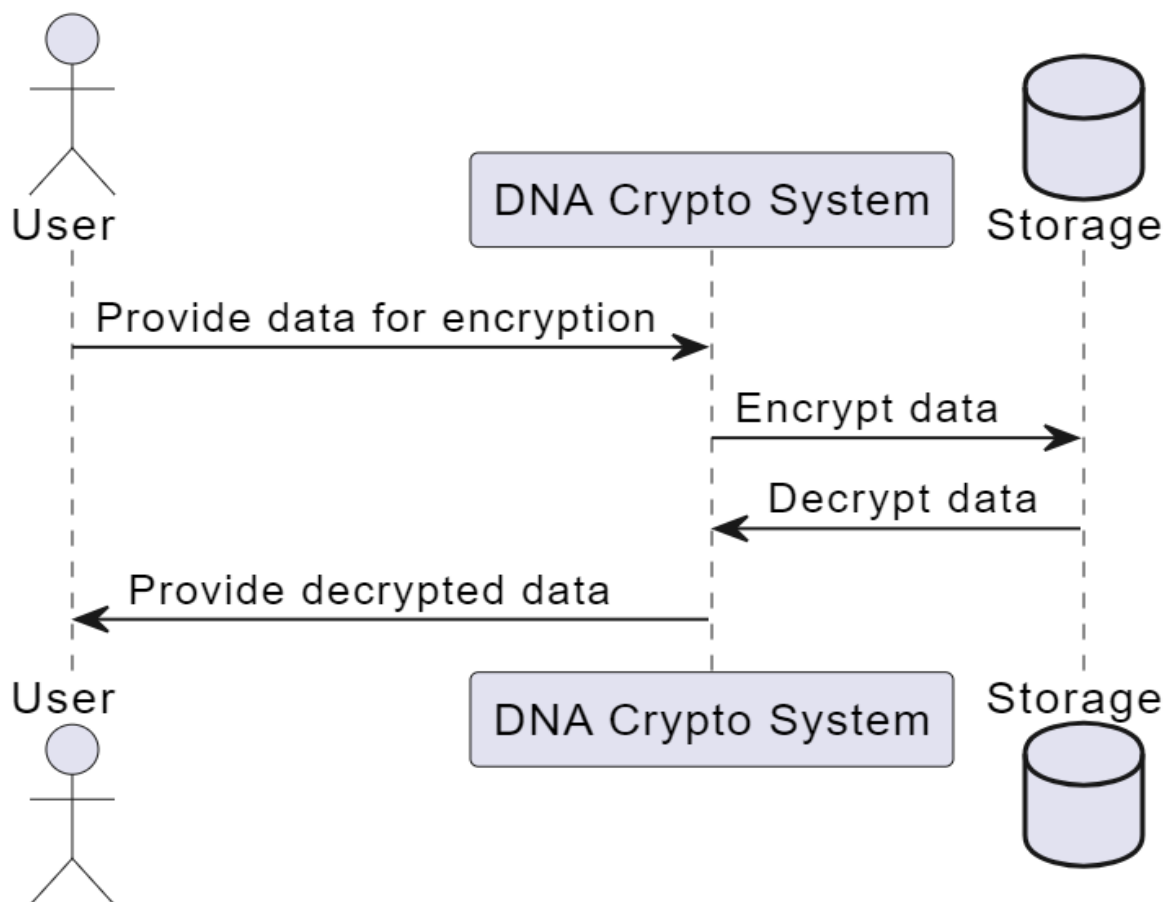 User
DNA Crypto System
Storage
Provide data for encryption
Encrypt data
Decrypt data
Provide decrypted data
User
DNA Crypto System
Storage